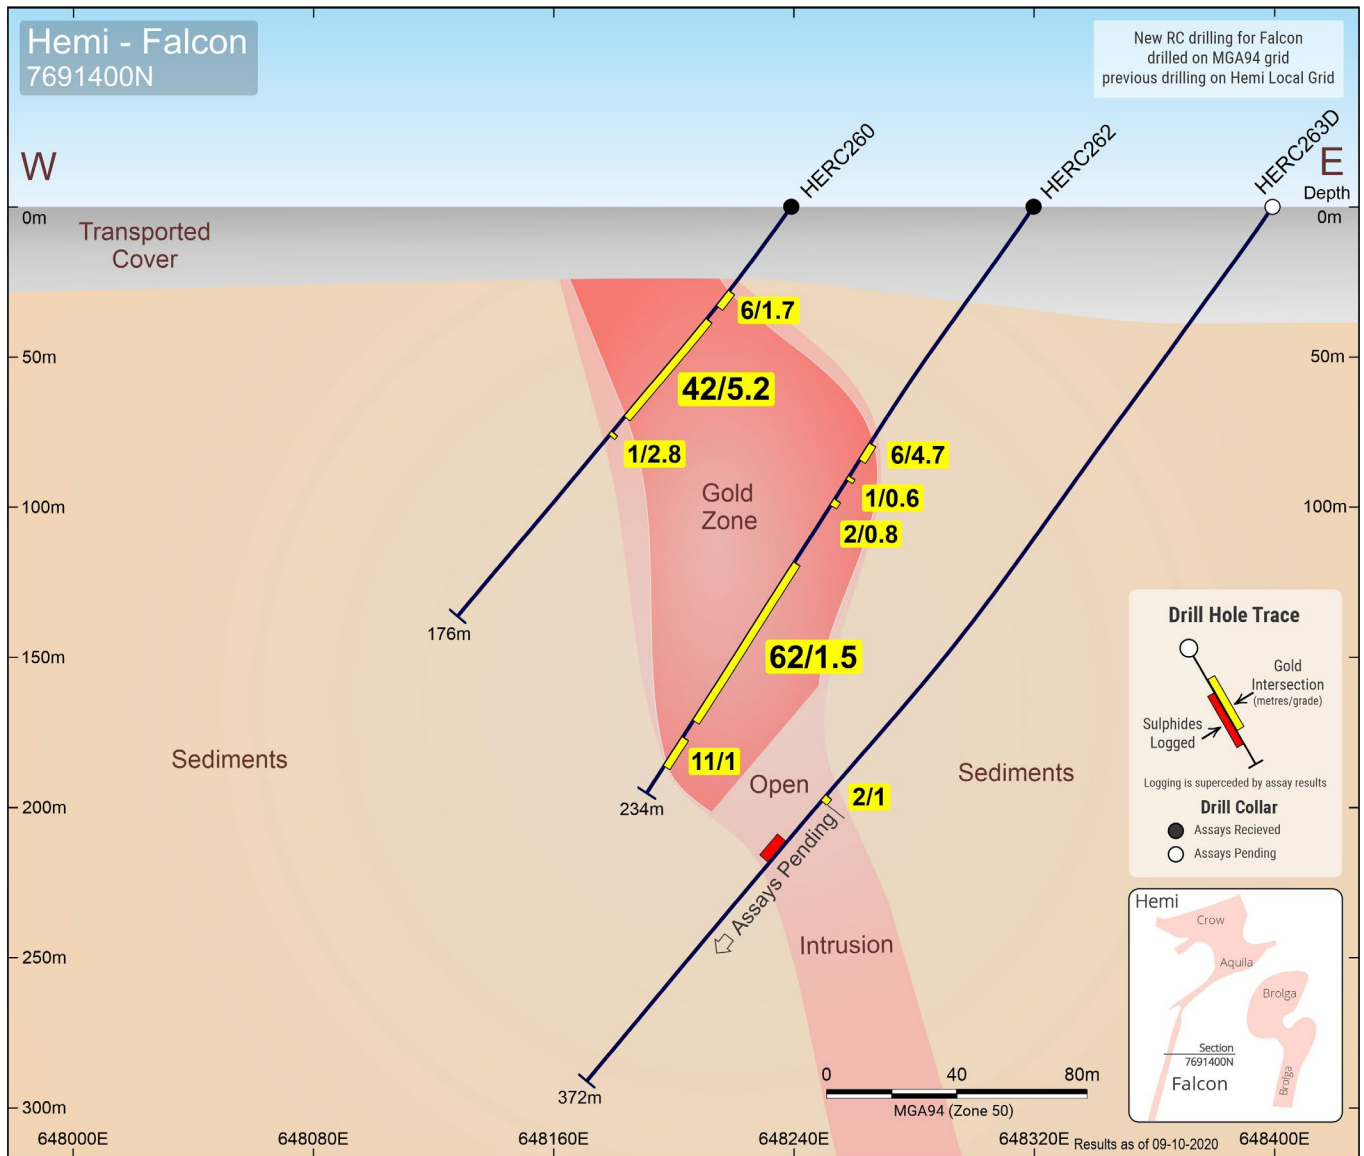 Hemi - Falcon
7691400N
New RC drilling for Falcon
drilled on MGA94 grid
previous drilling on Hemi Local Grid
W
E
HERC260
HERC262
HERC263D
Depth
0m
0m
Transported
Cover
6/1.7
50m
50m
42/5.2
1/2.8
6/4.7
Gold
Zone
1/0.6
100m
100m
2/0.8
176m
150m
62/1.5
Sediments
11/1
Open
Sediments
2/1
200m
234m
Assays Pending
250m
Intrusion
372m
300m
0 40 80m
MGA94 (Zone 50)
648000E
648080E
648160E
648240E
648320E
648400E
Results as of 09-10-2020
Drill Hole Trace
Gold
Intersection
(metres/grade)
Sulphides
Logged
Logging is superceded by assay results
Drill Collar
Assays Recieved
Assays Pending
Hemi
Crow
Aquila
Brolga
Section
7691400N
Falcon
Brolga